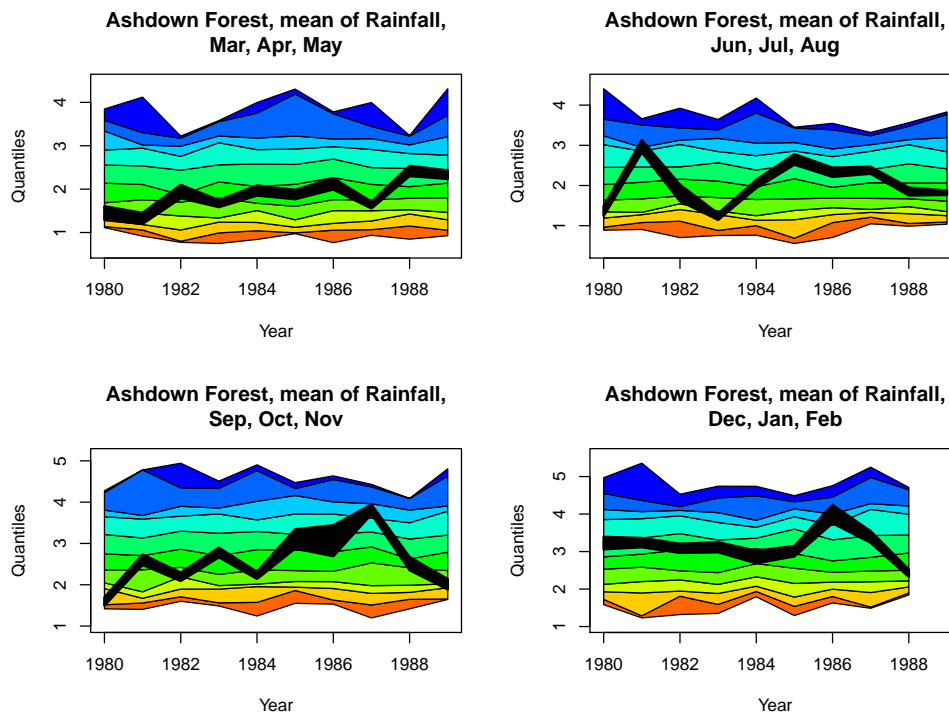 Ashdown Forest, mean of Rainfall,
Mar, Apr, May
Quantiles
4
3
2
1
1980 1982 1984 1986 1988
Year
Ashdown Forest, mean of Rainfall,
Jun, Jul, Aug
Quantiles
4
3
2
1
1980 1982 1984 1986 1988
Year
Ashdown Forest, mean of Rainfall,
Sep, Oct, Nov
Quantiles
5
4
3
2
1
1980 1982 1984 1986 1988
Year
Ashdown Forest, mean of Rainfall,
Dec, Jan, Feb
Quantiles
5
4
3
2
1
1980 1982 1984 1986 1988
Year